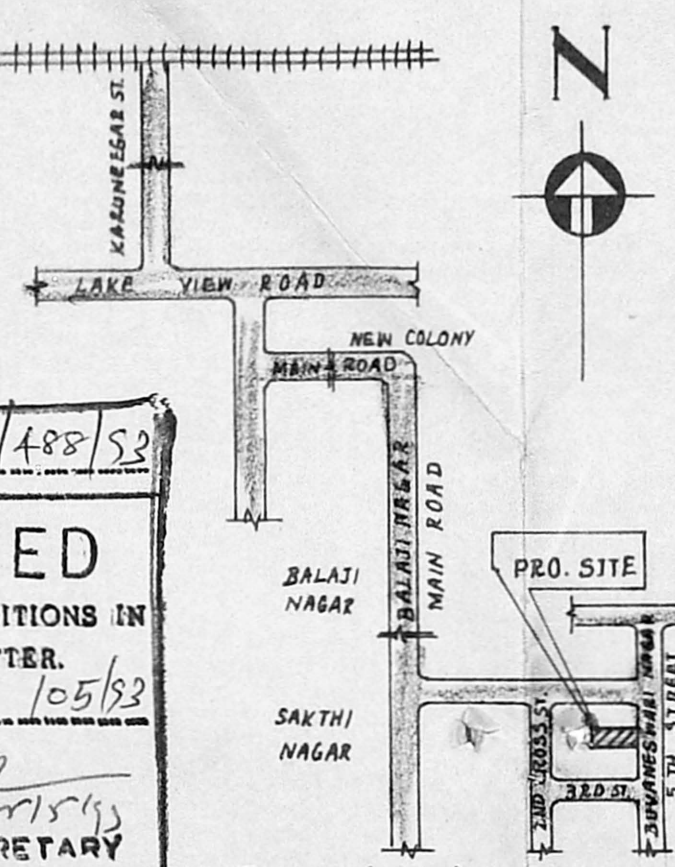 N
KARUNEEGAR ST.
LAKE VIEW ROAD
NEW COLONY
MAIN ROAD
/488/93
ED
ITIONS IN
TTER.
/05/93
RETARY
BALAJI NAGAR
MAIN ROAD
BALAJI
NAGAR
PRO. SITE
SAKTHI
NAGAR
2ND CROSS ST
3RD ST.
BUVANESWARI NAGAR
5TH STREET